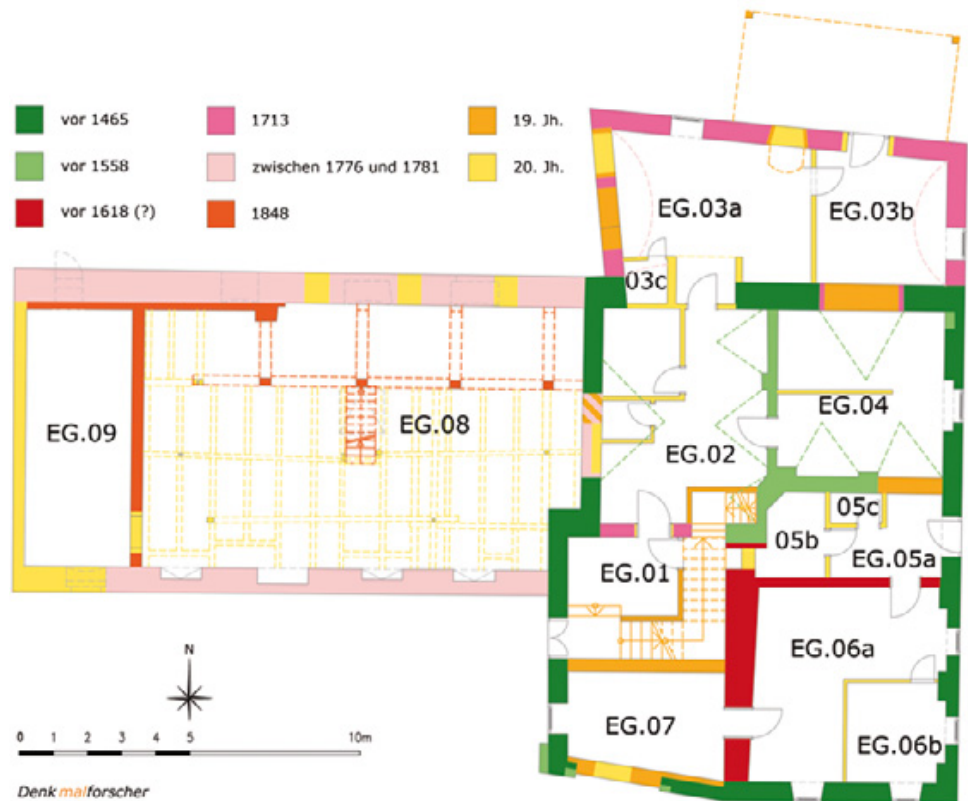 vor 1465
1713
19. Jh.
vor 1558
zwischen 1776 und 1781
20. Jh.
vor 1618 (?)
1848
EG.03a
EG.03b
03c
EG.09
EG.08
EG.04
EG.02
05c
05b
EG.05a
EG.01
EG.06a
EG.07
EG.06b
N
0 1 2 3 4 5 10m
Denkmalforscher